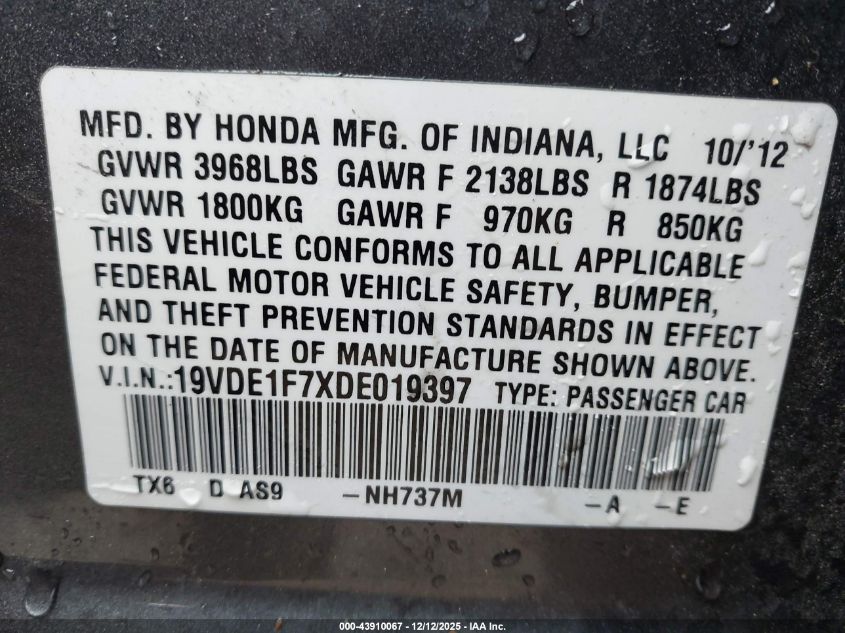 MFD. BY HONDA MFG. OF INDIANA, LLC 10/'12
GVWR 3968LBS GAWR F 2138LBS R 1874LBS
GVWR 1800KG GAWR F 970KG R 850KG
THIS VEHICLE CONFORMS TO ALL APPLICABLE
FEDERAL MOTOR VEHICLE SAFETY, BUMPER,
AND THEFT PREVENTION STANDARDS IN EFFECT
ON THE DATE OF MANUFACTURE SHOWN ABOVE.
V.I.N.:19VDE1F7XDE019397 TYPE: PASSENGER CAR
TX6 D AS9 -NH737M -A -E
000-43910067 - 12/12/2025 - IAA Inc.